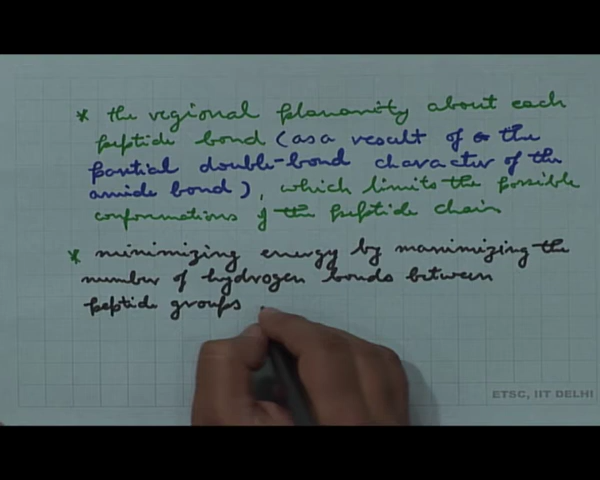 * the regional planarity about each
peptide bond (as a result of the
partial double-bond character of the
amide bond), which limits the possible
conformations of the peptide chain
* minimizing energy by maximizing the
number of hydrogen bonds between
peptide groups
ETSC, IIT DELHI